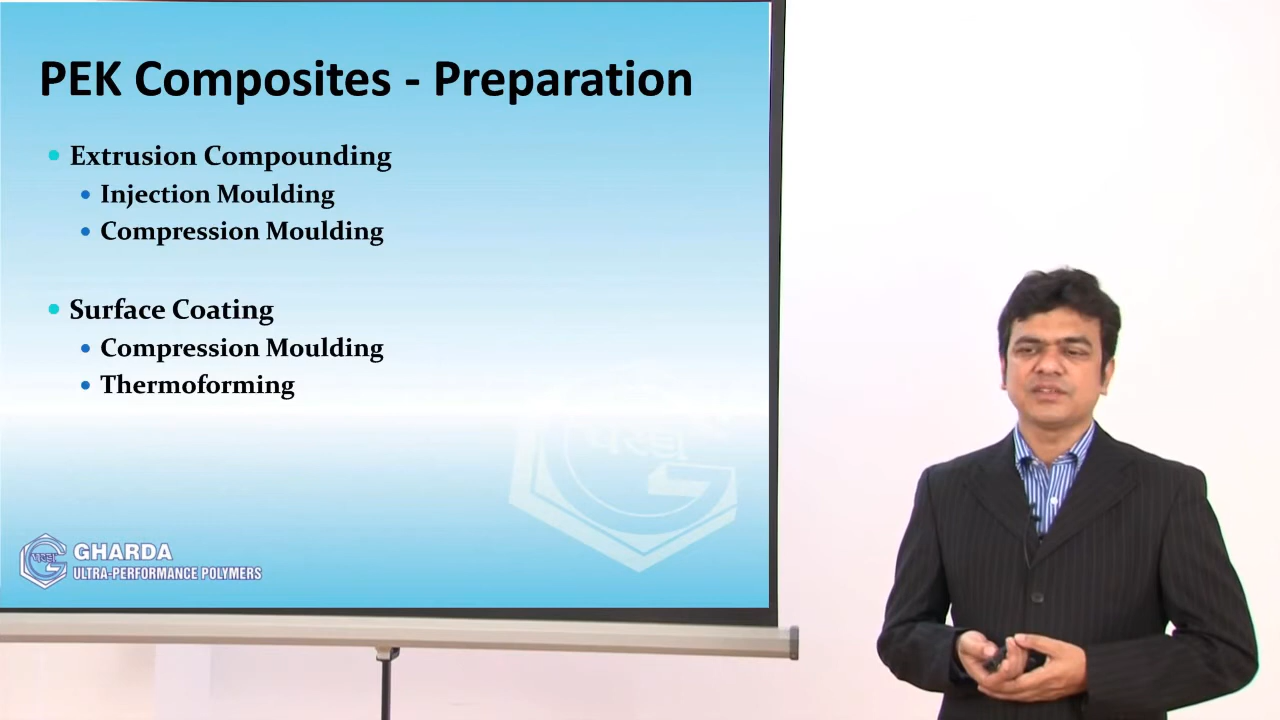 PEK Composites - Preparation
Extrusion Compounding
Injection Moulding
Compression Moulding
Surface Coating
Compression Moulding
Thermoforming
GHARDA
ULTRA-PERFORMANCE POLYMERS